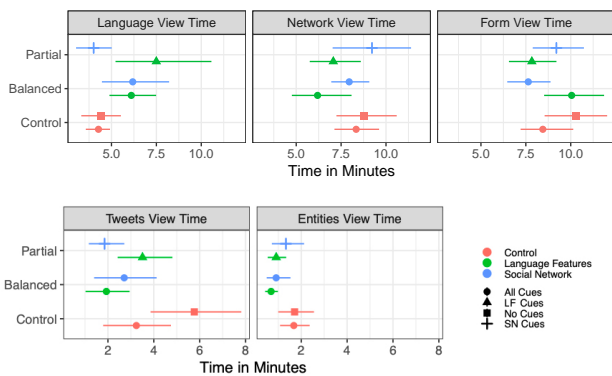 Language View Time Network View Time Form View Time
Partial
Balanced
Control
5.0 7.5 10.0 5.0 7.5 10.0 5.0 7.5 10.0
Time in Minutes
Tweets View Time Entities View Time
Partial
Balanced
Control
2 4 6 8 2 4 6 8
Time in Minutes
Control
Language Features
Social Network
All Cues
LF Cues
No Cues
SN Cues